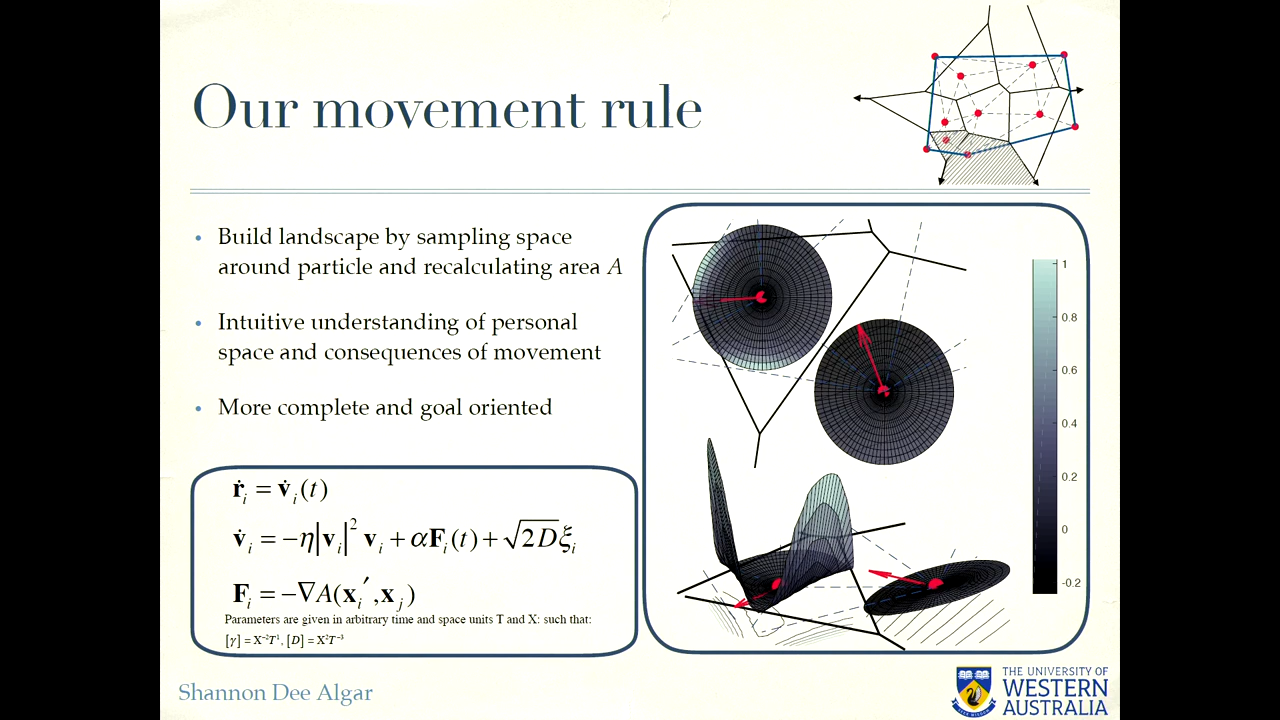 Our movement rule
• Build landscape by sampling space
around particle and recalculating area A
• Intuitive understanding of personal
space and consequences of movement
• More complete and goal oriented
ṙᵢ = v̇ᵢ(t)
v̇ᵢ = −η|vᵢ|² vᵢ + αFᵢ(t) + √2D ξᵢ
Fᵢ = −∇A(xᵢ′, xⱼ)
Parameters are given in arbitrary time and space units T and X: such that:
[γ] = X⁻²T¹, [D] = X²T⁻³
1
0.8
0.6
0.4
0.2
0
-0.2
Shannon Dee Algar
THE UNIVERSITY OF
WESTERN
AUSTRALIA